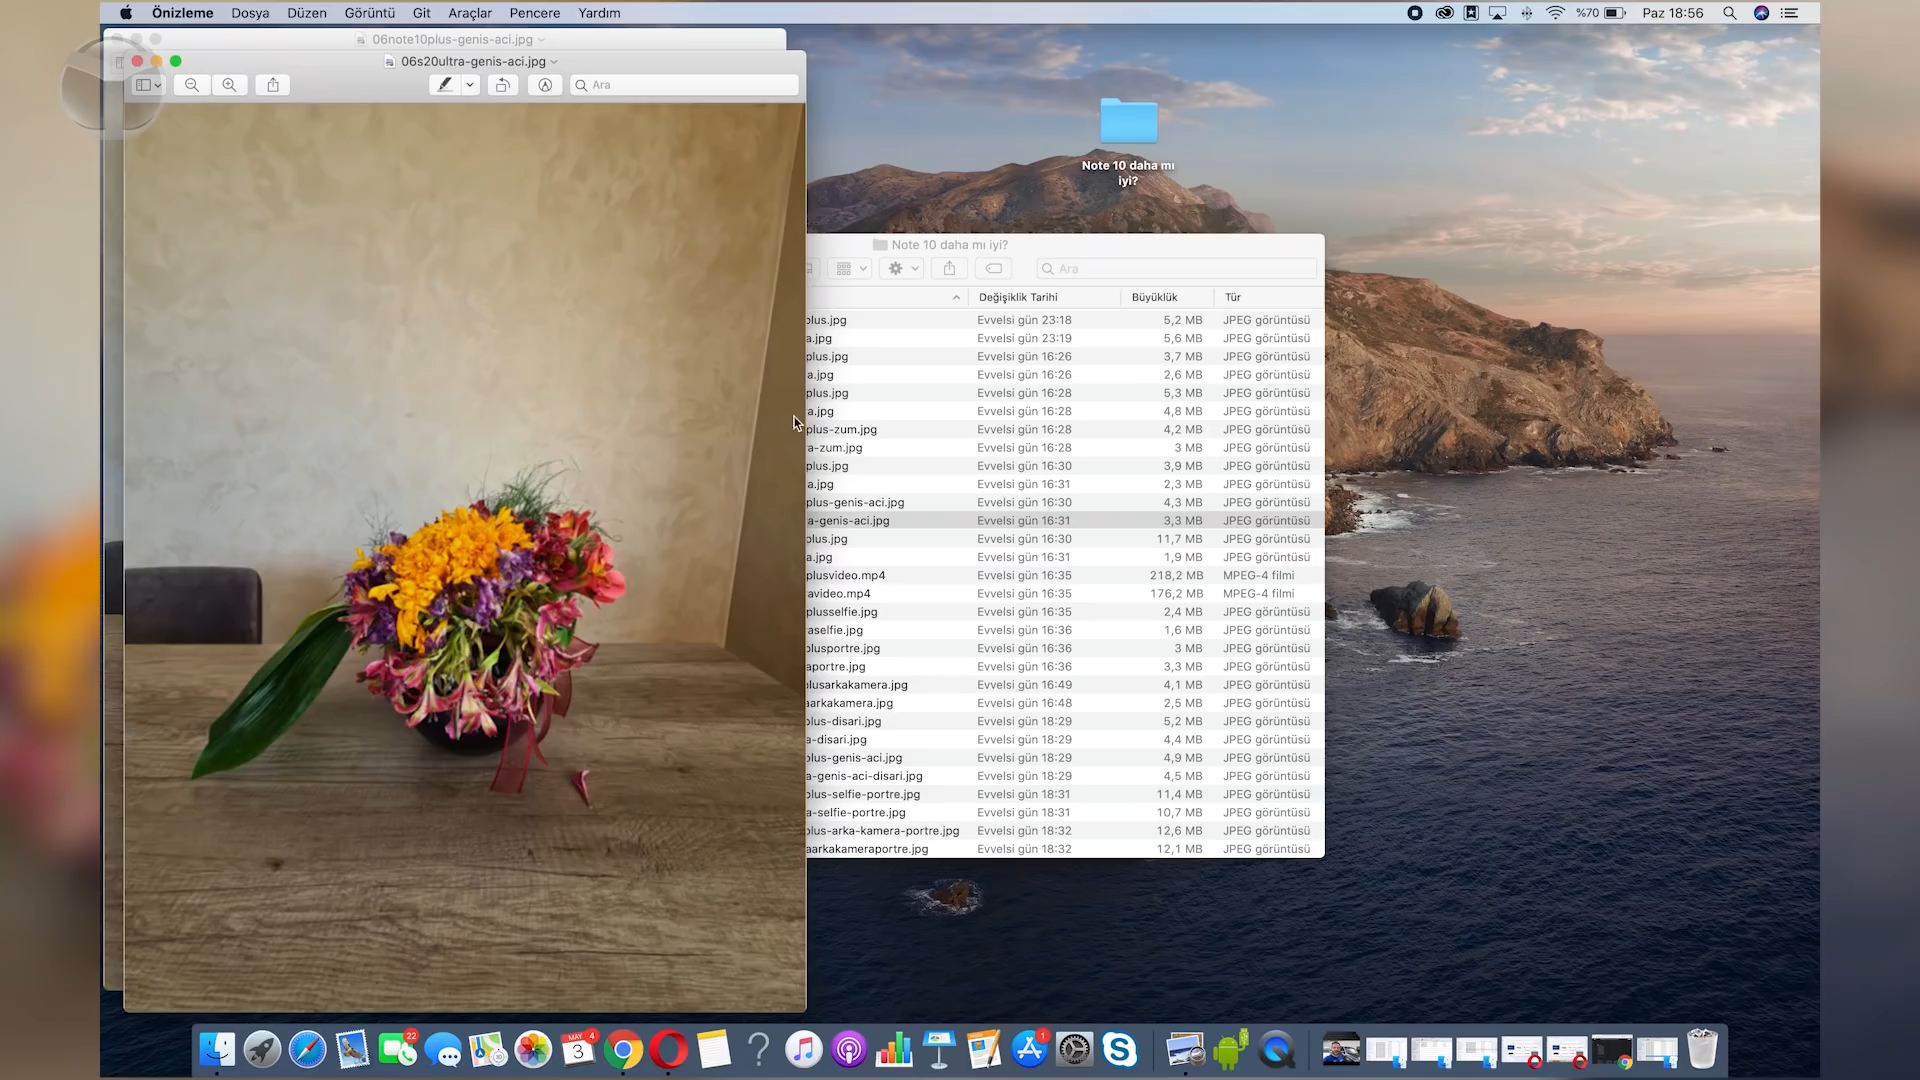 Önizleme Dosya Düzen Görüntü Git Araçlar Pencere Yardım %70 Paz 18:56
06note10plus-genis-aci.jpg
06s20ultra-genis-aci.jpg
Ara
Note 10 daha mı
iyi?
Note 10 daha mı iyi?
Ara
Değişiklik Tarihi Büyüklük Tür
plus.jpg Evvelsi gün 23:18 5,2 MB JPEG görüntüsü
a.jpg Evvelsi gün 23:19 5,6 MB JPEG görüntüsü
plus.jpg Evvelsi gün 16:26 3,7 MB JPEG görüntüsü
a.jpg Evvelsi gün 16:26 2,6 MB JPEG görüntüsü
plus.jpg Evvelsi gün 16:28 5,3 MB JPEG görüntüsü
a.jpg Evvelsi gün 16:28 4,8 MB JPEG görüntüsü
plus-zum.jpg Evvelsi gün 16:28 4,2 MB JPEG görüntüsü
a-zum.jpg Evvelsi gün 16:28 3 MB JPEG görüntüsü
plus.jpg Evvelsi gün 16:30 3,9 MB JPEG görüntüsü
a.jpg Evvelsi gün 16:31 2,3 MB JPEG görüntüsü
plus-genis-aci.jpg Evvelsi gün 16:30 4,3 MB JPEG görüntüsü
a-genis-aci.jpg Evvelsi gün 16:31 3,3 MB JPEG görüntüsü
plus.jpg Evvelsi gün 16:30 11,7 MB JPEG görüntüsü
a.jpg Evvelsi gün 16:31 1,9 MB JPEG görüntüsü
plusvideo.mp4 Evvelsi gün 16:35 218,2 MB MPEG-4 filmi
avideo.mp4 Evvelsi gün 16:35 176,2 MB MPEG-4 filmi
plusselfie.jpg Evvelsi gün 16:35 2,4 MB JPEG görüntüsü
aselfie.jpg Evvelsi gün 16:36 1,6 MB JPEG görüntüsü
plusportre.jpg Evvelsi gün 16:36 3 MB JPEG görüntüsü
aportre.jpg Evvelsi gün 16:36 3,3 MB JPEG görüntüsü
plusarkakamera.jpg Evvelsi gün 16:49 4,1 MB JPEG görüntüsü
aarkakamera.jpg Evvelsi gün 16:48 2,5 MB JPEG görüntüsü
plus-disari.jpg Evvelsi gün 18:29 5,2 MB JPEG görüntüsü
a-disari.jpg Evvelsi gün 18:29 4,4 MB JPEG görüntüsü
plus-genis-aci.jpg Evvelsi gün 18:29 4,9 MB JPEG görüntüsü
a-genis-aci-disari.jpg Evvelsi gün 18:29 4,5 MB JPEG görüntüsü
plus-selfie-portre.jpg Evvelsi gün 18:31 11,4 MB JPEG görüntüsü
a-selfie-portre.jpg Evvelsi gün 18:31 10,7 MB JPEG görüntüsü
plus-arka-kamera-portre.jpg Evvelsi gün 18:32 12,6 MB JPEG görüntüsü
aarkakameraportre.jpg Evvelsi gün 18:32 12,1 MB JPEG görüntüsü
22 MAY 4 1
3